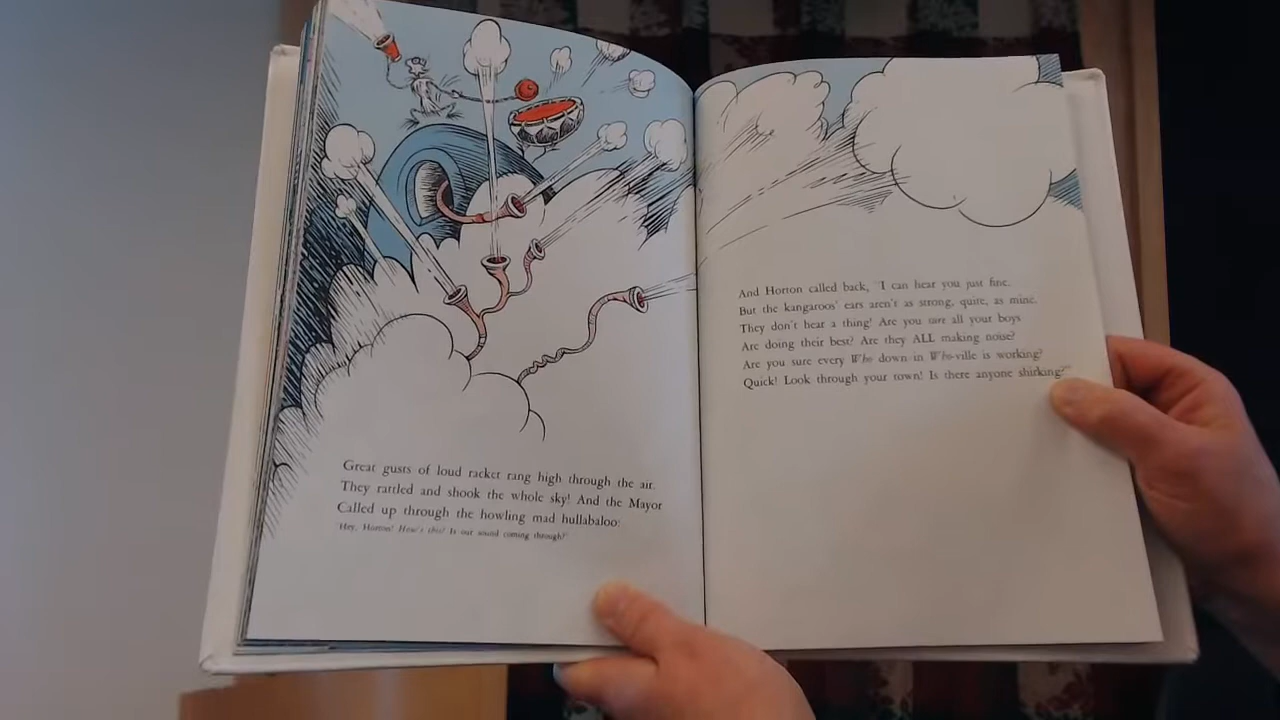 Great gusts of loud racket rang high through the air.
They rattled and shook the whole sky! And the Mayor
Called up through the howling mad hullabaloo:
"Hey, Horton! How's this? Is our sound coming through?"
And Horton called back, "I can hear you just fine.
But the kangaroos' ears aren't as strong, quite, as mine.
They don't hear a thing! Are you sure all your boys
Are doing their best? Are they ALL making noise?
Are you sure every Who down in Who-ville is working?
Quick! Look through your town! Is there anyone shirking?"